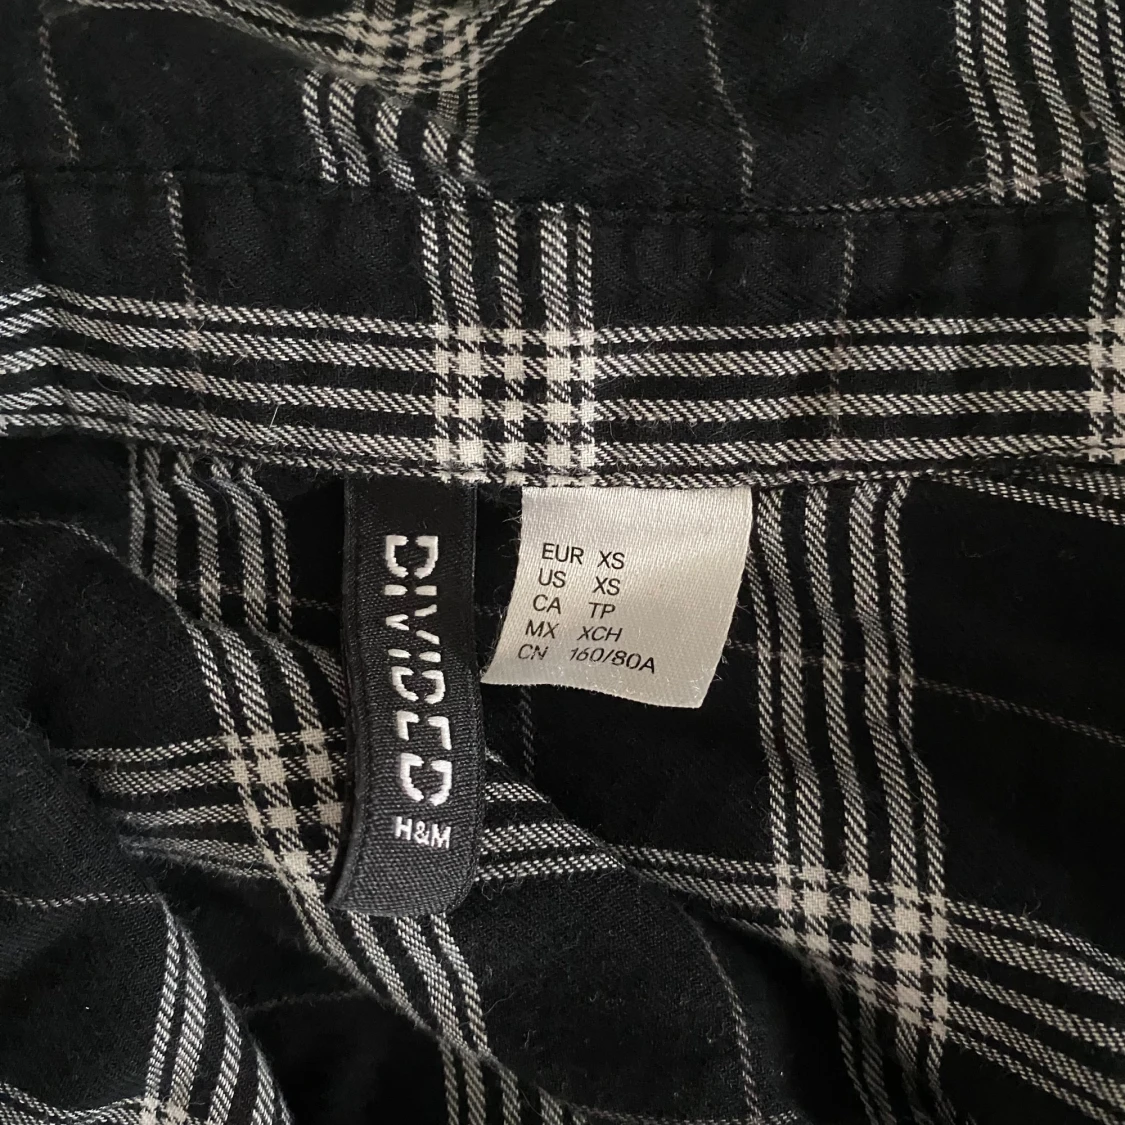 DIVIDED
H&M
EUR XS
US XS
CA TP
MX XCH
CN 160/80A